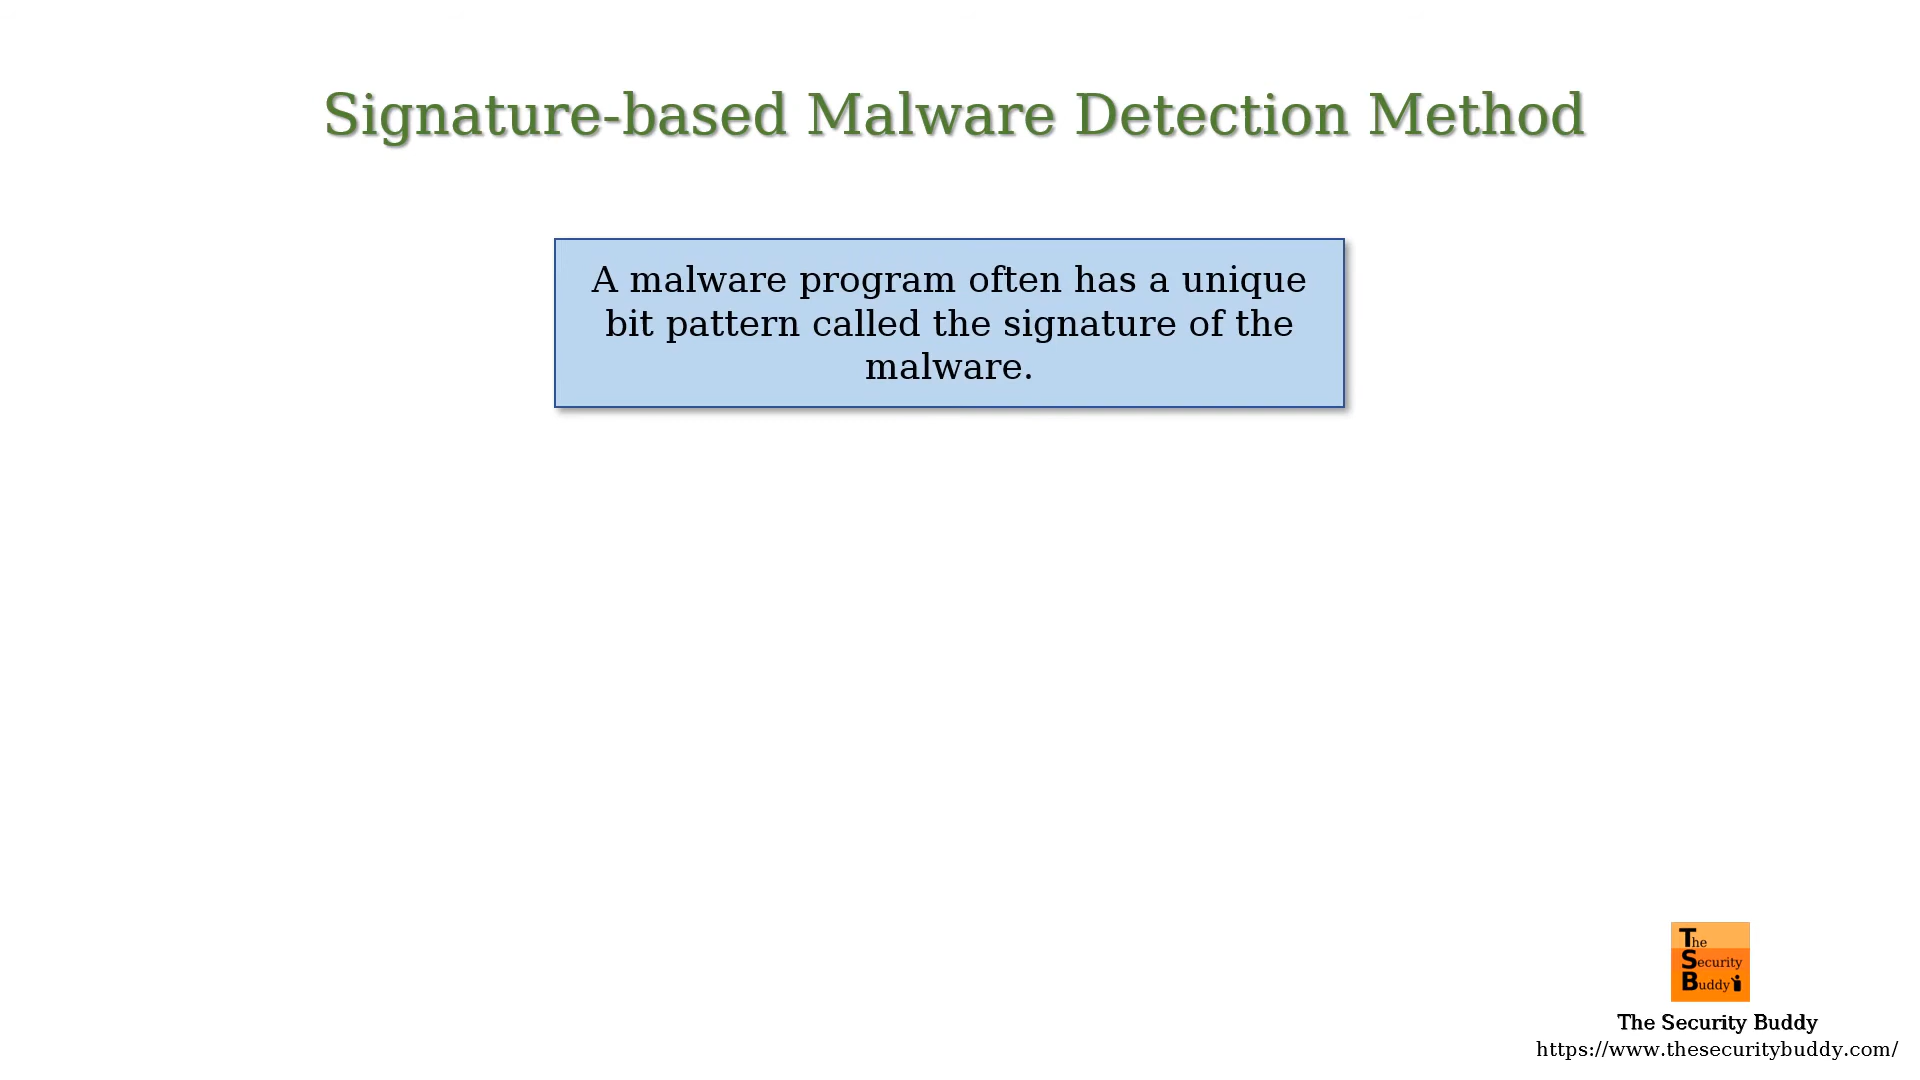 Signature-based Malware Detection Method
A malware program often has a unique
bit pattern called the signature of the
malware.
The
Security
Buddy
The Security Buddy
https://www.thesecuritybuddy.com/